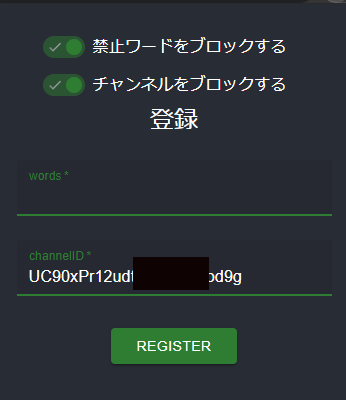 禁止ワードをブロックする
チャンネルをブロックする
登録
words *
channelID *
UC90xPr12udt od9g
REGISTER